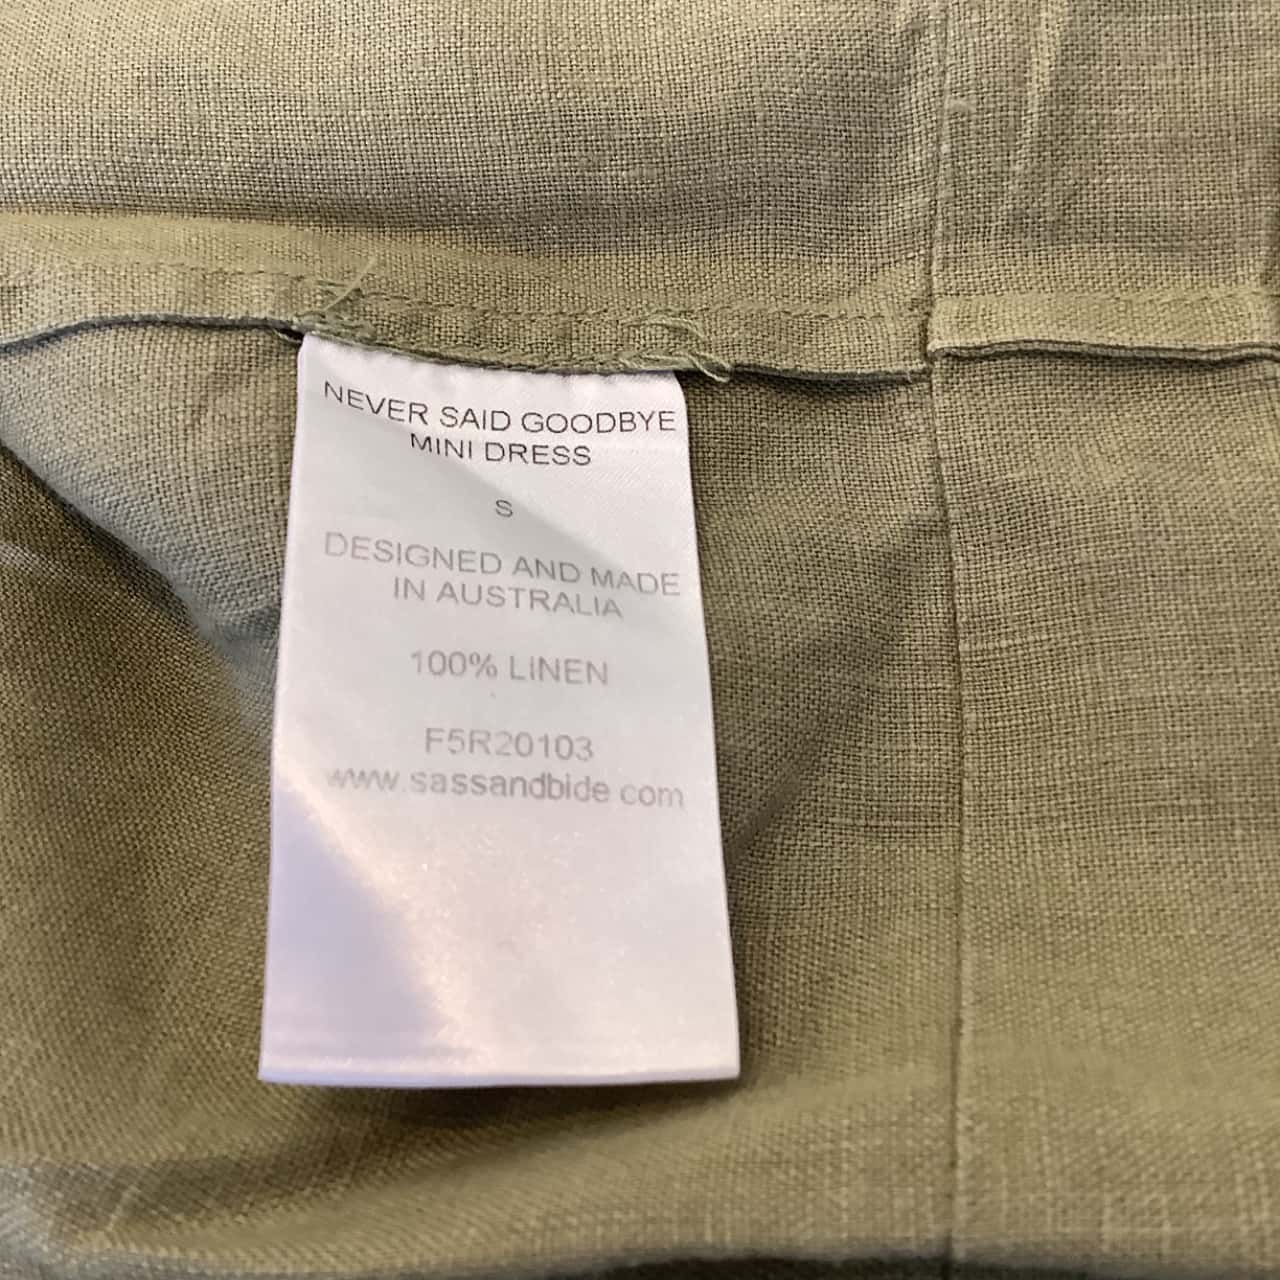 NEVER SAID GOODBYE
MINI DRESS
S
DESIGNED AND MADE
IN AUSTRALIA
100% LINEN
F5R20103
www.sassandbide.com